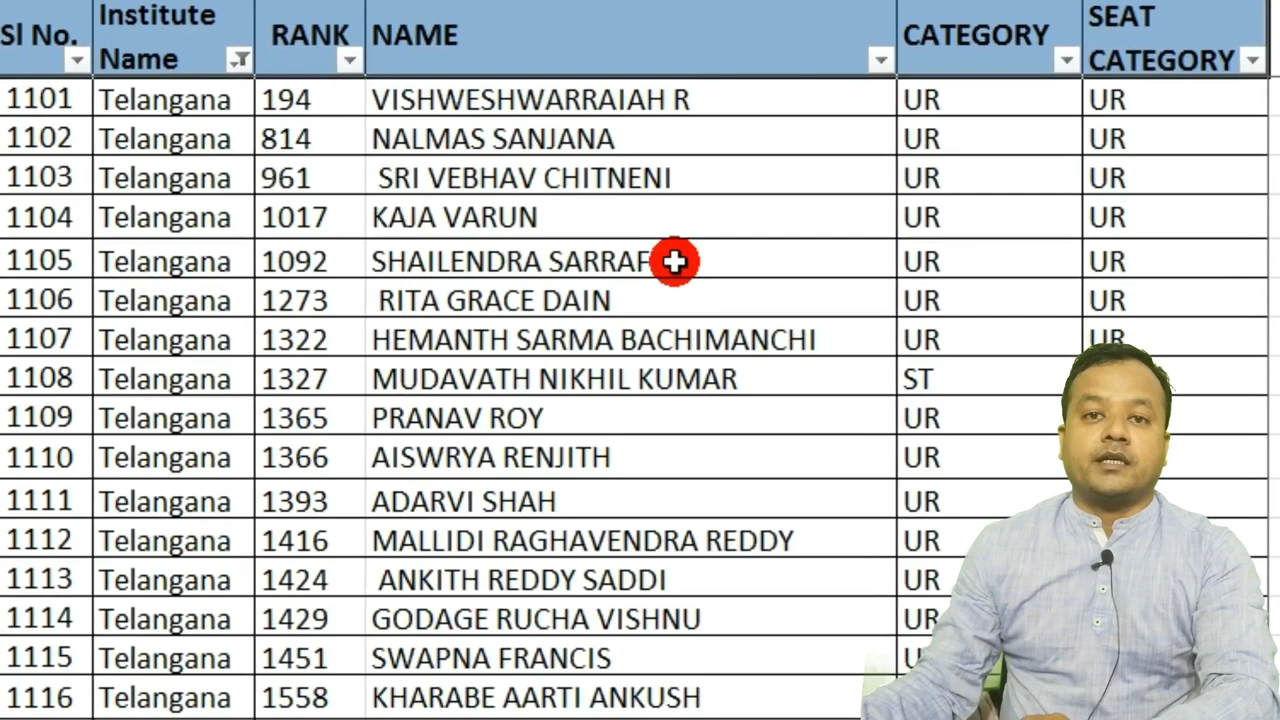 Sl No. Institute Name RANK NAME CATEGORY SEAT CATEGORY
1101 Telangana 194 VISHWESHWARRAIAH R UR UR
1102 Telangana 814 NALMAS SANJANA UR UR
1103 Telangana 961 SRI VEBHAV CHITNENI UR UR
1104 Telangana 1017 KAJA VARUN UR UR
1105 Telangana 1092 SHAILENDRA SARRAF UR UR
1106 Telangana 1273 RITA GRACE DAIN UR UR
1107 Telangana 1322 HEMANTH SARMA BACHIMANCHI UR UR
1108 Telangana 1327 MUDAVATH NIKHIL KUMAR ST
1109 Telangana 1365 PRANAV ROY UR
1110 Telangana 1366 AISWRYA RENJITH UR
1111 Telangana 1393 ADARVI SHAH UR
1112 Telangana 1416 MALLIDI RAGHAVENDRA REDDY UR
1113 Telangana 1424 ANKITH REDDY SADDI UR
1114 Telangana 1429 GODAGE RUCHA VISHNU UR
1115 Telangana 1451 SWAPNA FRANCIS
1116 Telangana 1558 KHARABE AARTI ANKUSH